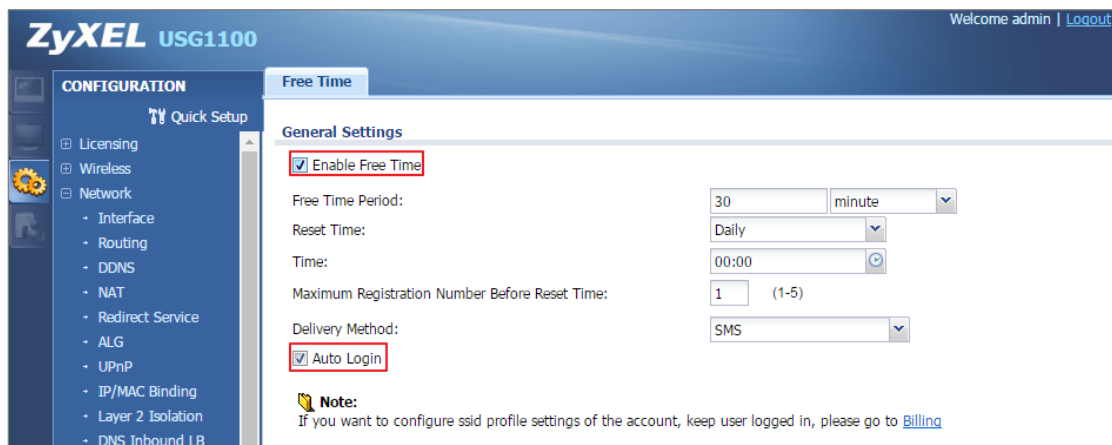 ZyXEL USG1100
Welcome admin | Logout
CONFIGURATION
Quick Setup
Licensing
Wireless
Network
Interface
Routing
DDNS
NAT
Redirect Service
ALG
UPnP
IP/MAC Binding
Layer 2 Isolation
DNS Inbound LB
Free Time
General Settings
Enable Free Time
Free Time Period: 30 minute
Reset Time: Daily
Time: 00:00
Maximum Registration Number Before Reset Time: 1 (1-5)
Delivery Method: SMS
Auto Login
Note:
If you want to configure ssid profile settings of the account, keep user logged in, please go to Billing